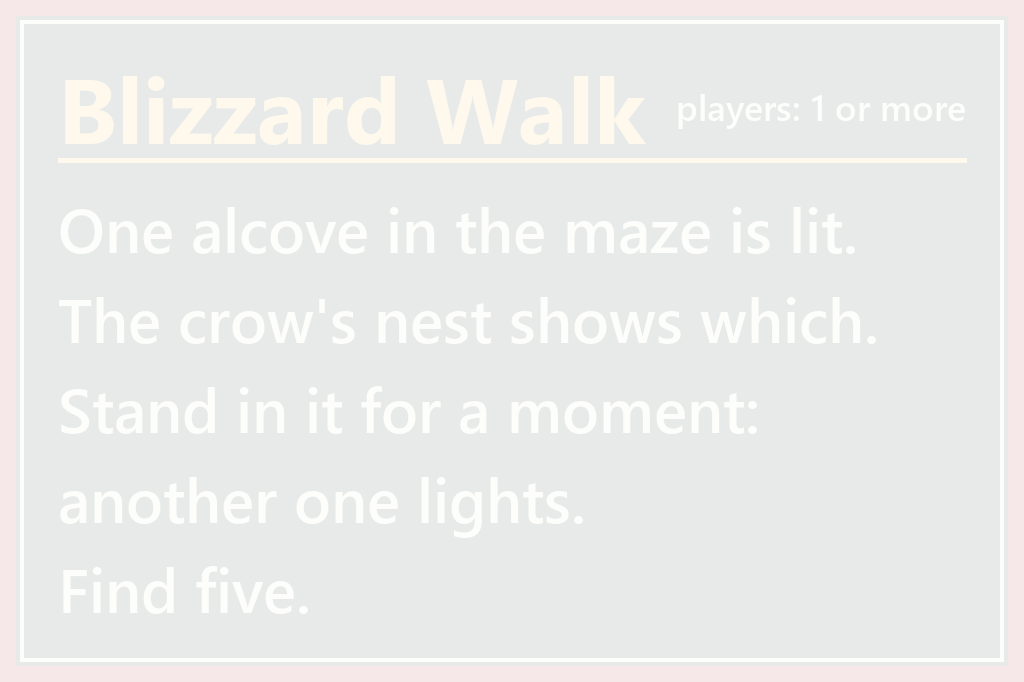 Blizzard Walk players: 1 or more
One alcove in the maze is lit.
The crow's nest shows which.
Stand in it for a moment:
another one lights.
Find five.